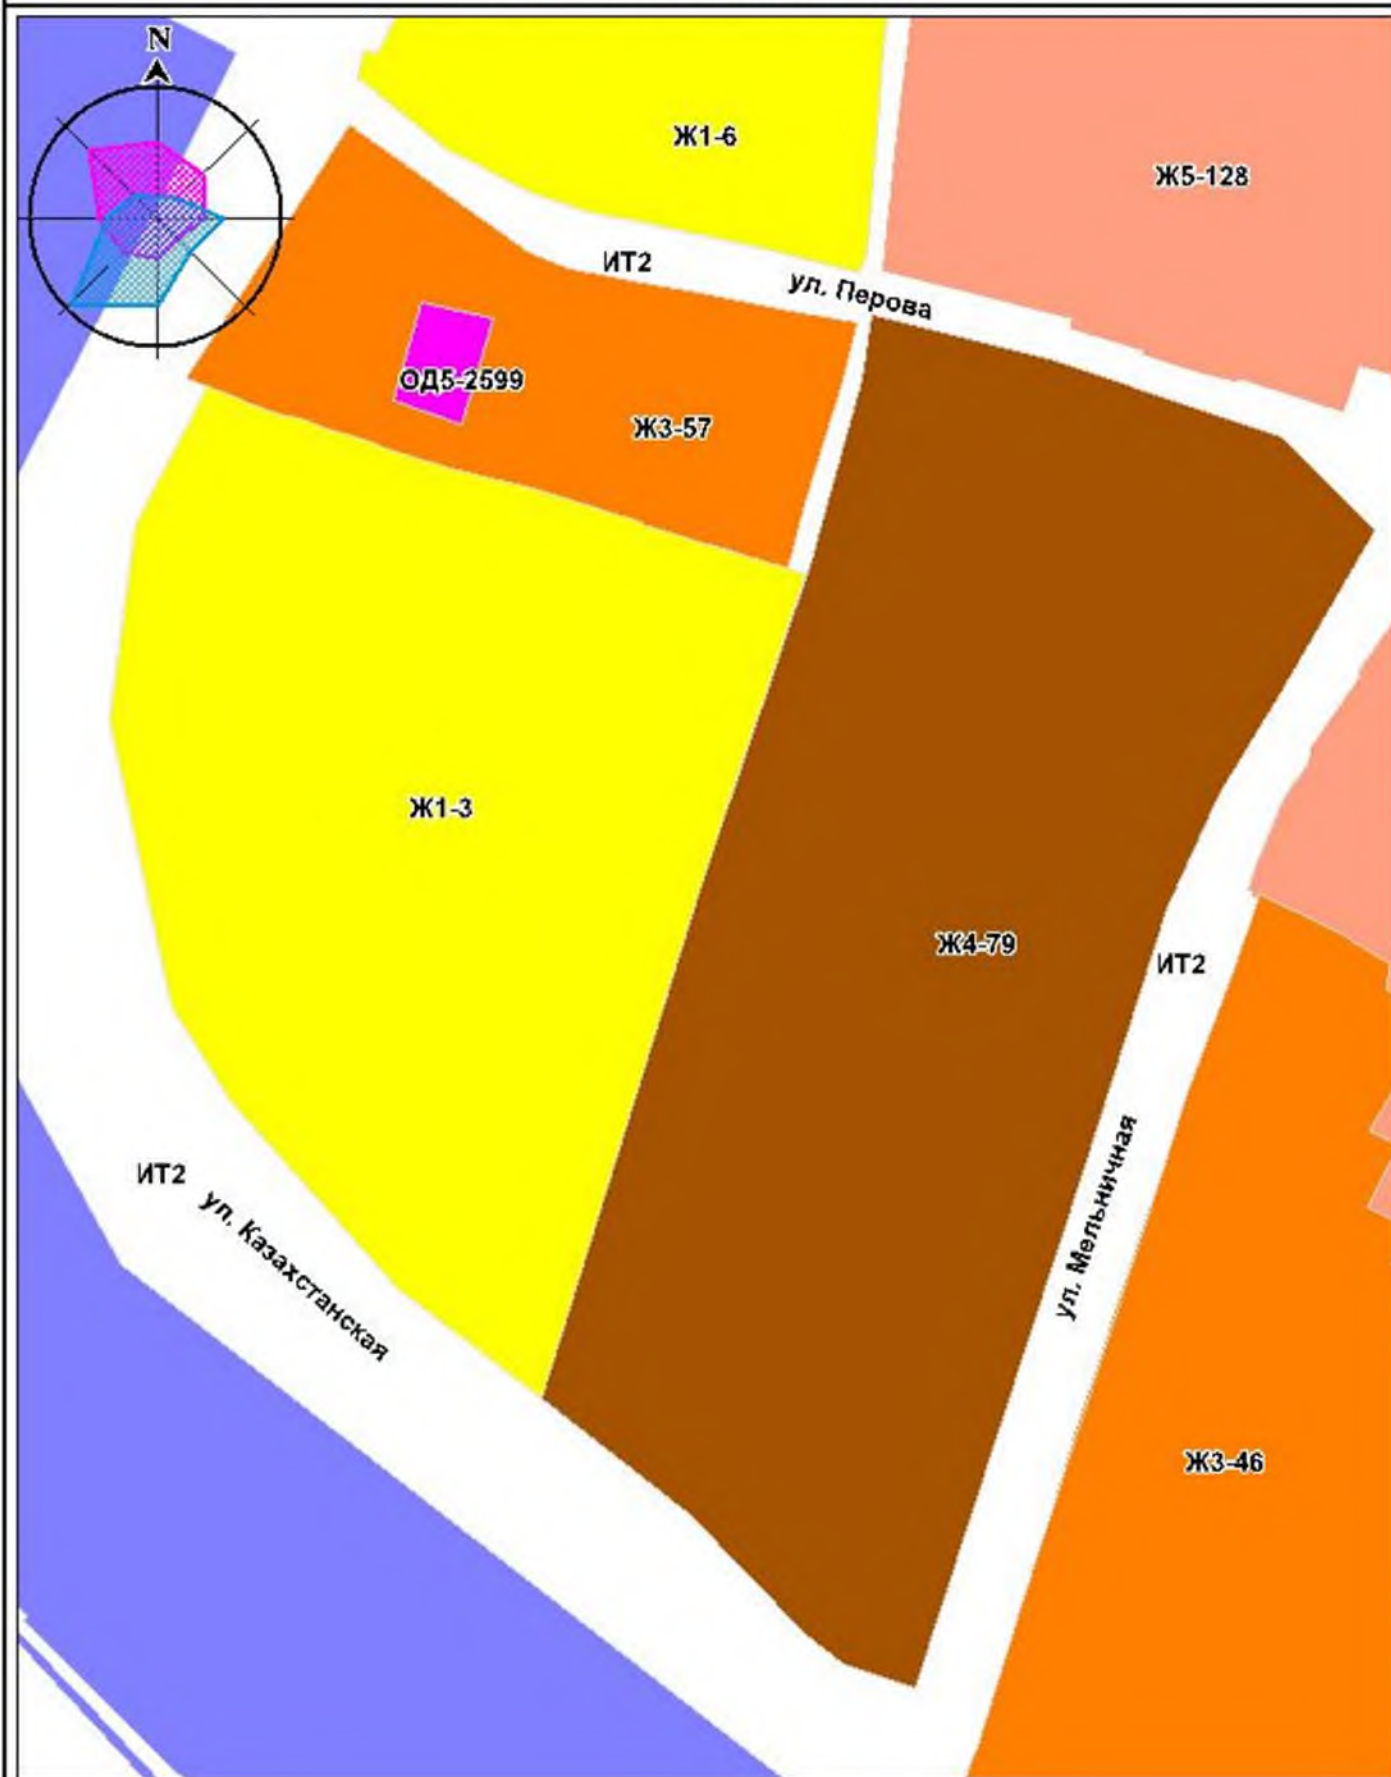 N
Ж1-6
Ж5-128
ИТ2
ул. Перова
ОД5-2599
Ж3-57
Ж1-3
Ж4-79
ИТ2
ул. Мельничная
ИТ2
ул. Казахстанская
Ж3-46